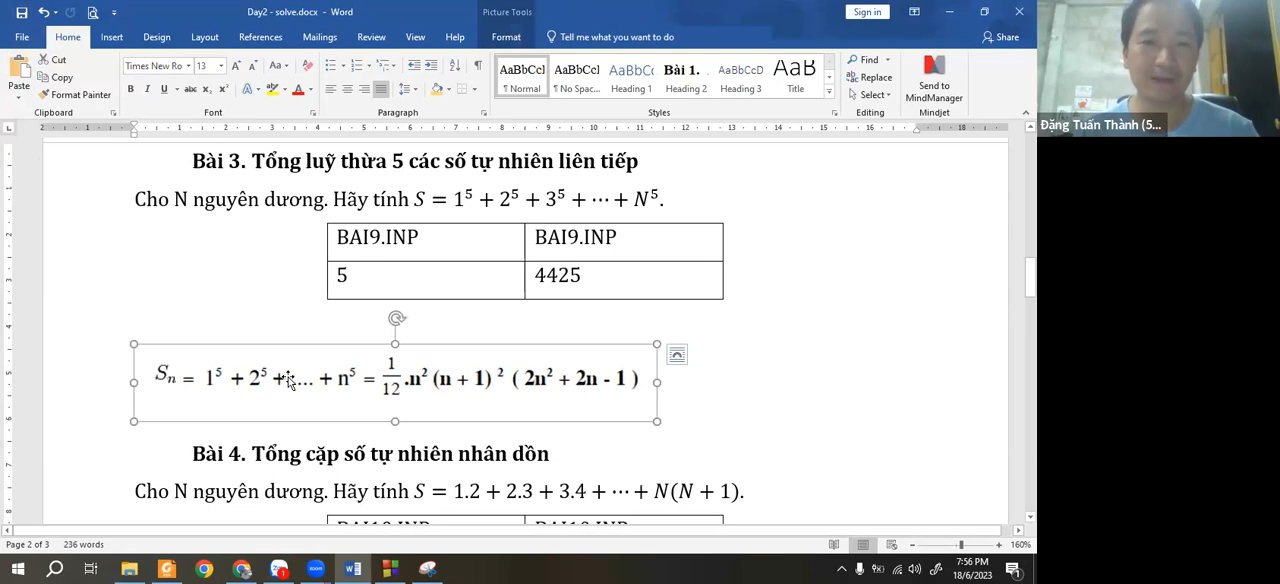 Day2 - solve.docx - Word
Picture Tools
Sign in
File Home Insert Design Layout References Mailings Review View Help Format Tell me what you want to do Share
Paste
Cut
Copy
Format Painter
Clipboard
Times New Ro 13
Font
Paragraph
AaBbCcI AaBbCcI AaBbCc AaBbCc AaBbCcD AaB
¶ Normal ¶ No Spac... Heading 1 Heading 2 Heading 3 Title
Styles
Find
Replace
Select
Editing
Send to
MindManager
Mindjet
Đặng Tuấn Thành (5...
Bài 3. Tổng luỹ thừa 5 các số tự nhiên liên tiếp
Cho N nguyên dương. Hãy tính S = 1⁵ + 2⁵ + 3⁵ + ⋯ + N⁵.
BAI9.INP BAI9.INP
5 4425
Sₙ = 1⁵ + 2⁵ + ... + n⁵ = 1/12 .n² (n + 1)² ( 2n² + 2n - 1 )
Bài 4. Tổng cặp số tự nhiên nhân dồn
Cho N nguyên dương. Hãy tính S = 1.2 + 2.3 + 3.4 + ⋯ + N(N + 1).
BAI10.INP BAI10.INP
Page 2 of 3 236 words 160%
7:56 PM
18/6/2023